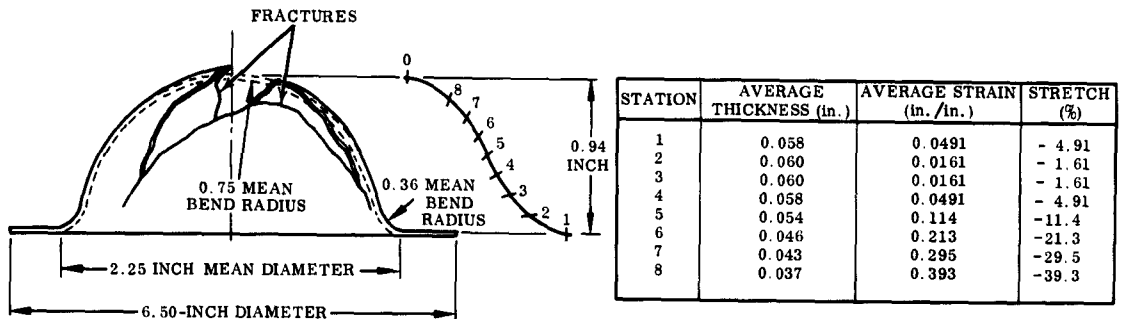 FRACTURES
0
8
7
6
5
4
3
2
1
0.94
INCH
0.75 MEAN
BEND RADIUS
0.36 MEAN
BEND
RADIUS
2.25 INCH MEAN DIAMETER
6.50-INCH DIAMETER
STATION AVERAGE THICKNESS (in.) AVERAGE STRAIN (in./in.) STRETCH (%)
1 0.058 0.0491 - 4.91
2 0.060 0.0161 - 1.61
3 0.060 0.0161 - 1.61
4 0.058 0.0491 - 4.91
5 0.054 0.114 -11.4
6 0.046 0.213 -21.3
7 0.043 0.295 -29.5
8 0.037 0.393 -39.3